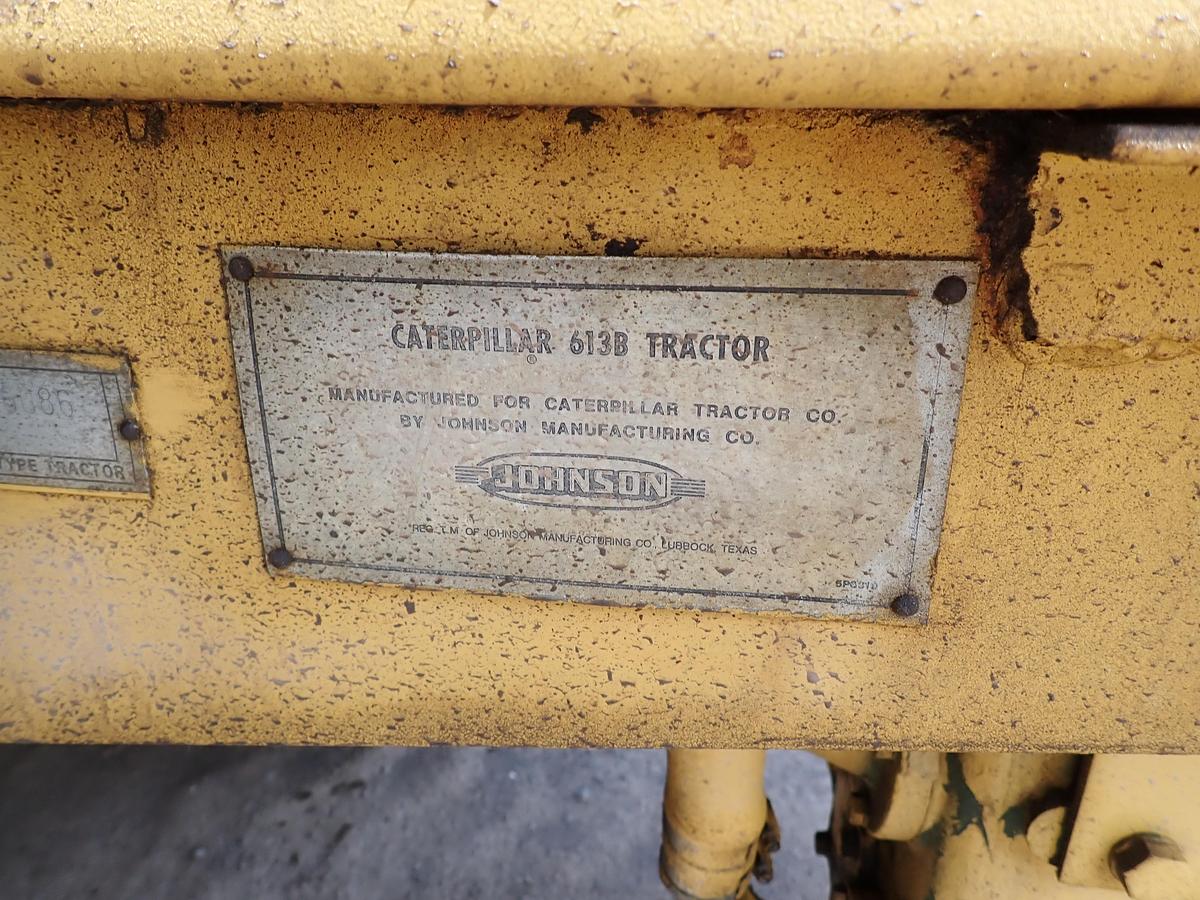 CATERPILLAR 613B TRACTOR
®
MANUFACTURED FOR CATERPILLAR TRACTOR CO.
BY JOHNSON MANUFACTURING CO.
JOHNSON
REG. T.M. OF JOHNSON MANUFACTURING CO., LUBBOCK, TEXAS
086
TYPE TRACTOR